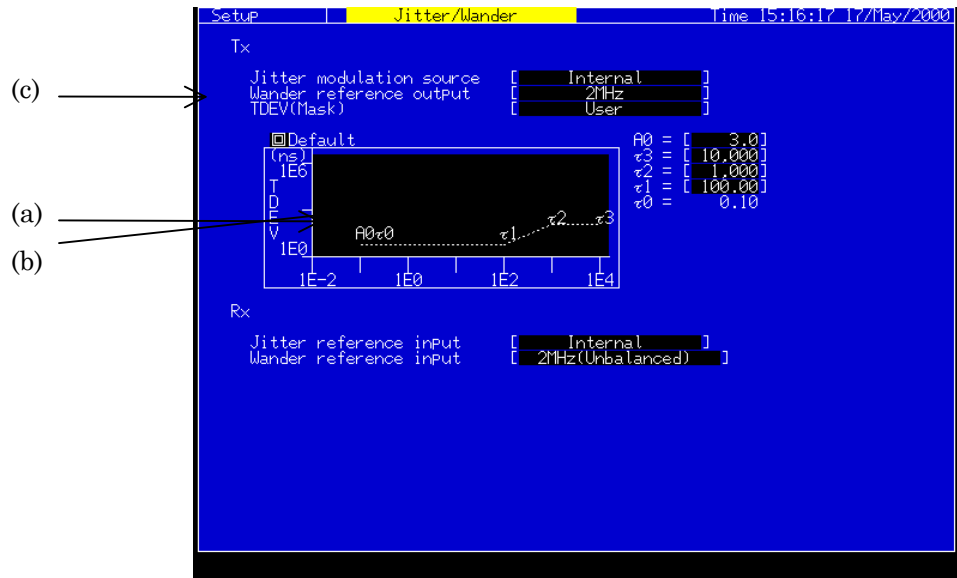 Setup Jitter/Wander Time 15:16:17 17/May/2000
Tx
(c)
Jitter modulation source [ Internal ]
Wander reference output [ 2MHz ]
TDEV(Mask) [ User ]
Default
(ns)
1E6
TDEV
1E0
A0τ0 τ1 τ2 τ3
1E-2 1E0 1E2 1E4
A0 = [ 3.0]
τ3 = [ 10,000]
τ2 = [ 1,000]
τ1 = [ 100.00]
τ0 = 0.10
(a)
(b)
Rx
Jitter reference input [ Internal ]
Wander reference input [ 2MHz(Unbalanced) ]